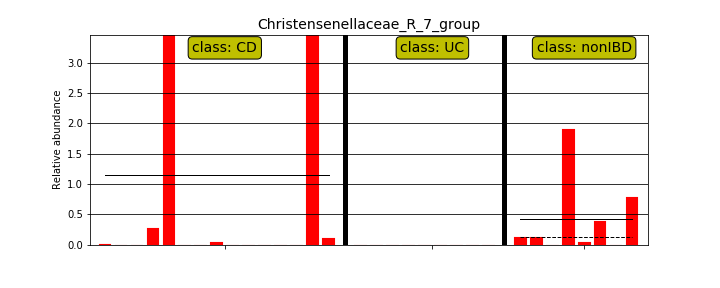 Christensenellaceae_R_7_group
class: CD
class: UC
class: nonIBD
Relative abundance
3.0
2.5
2.0
1.5
1.0
0.5
0.0